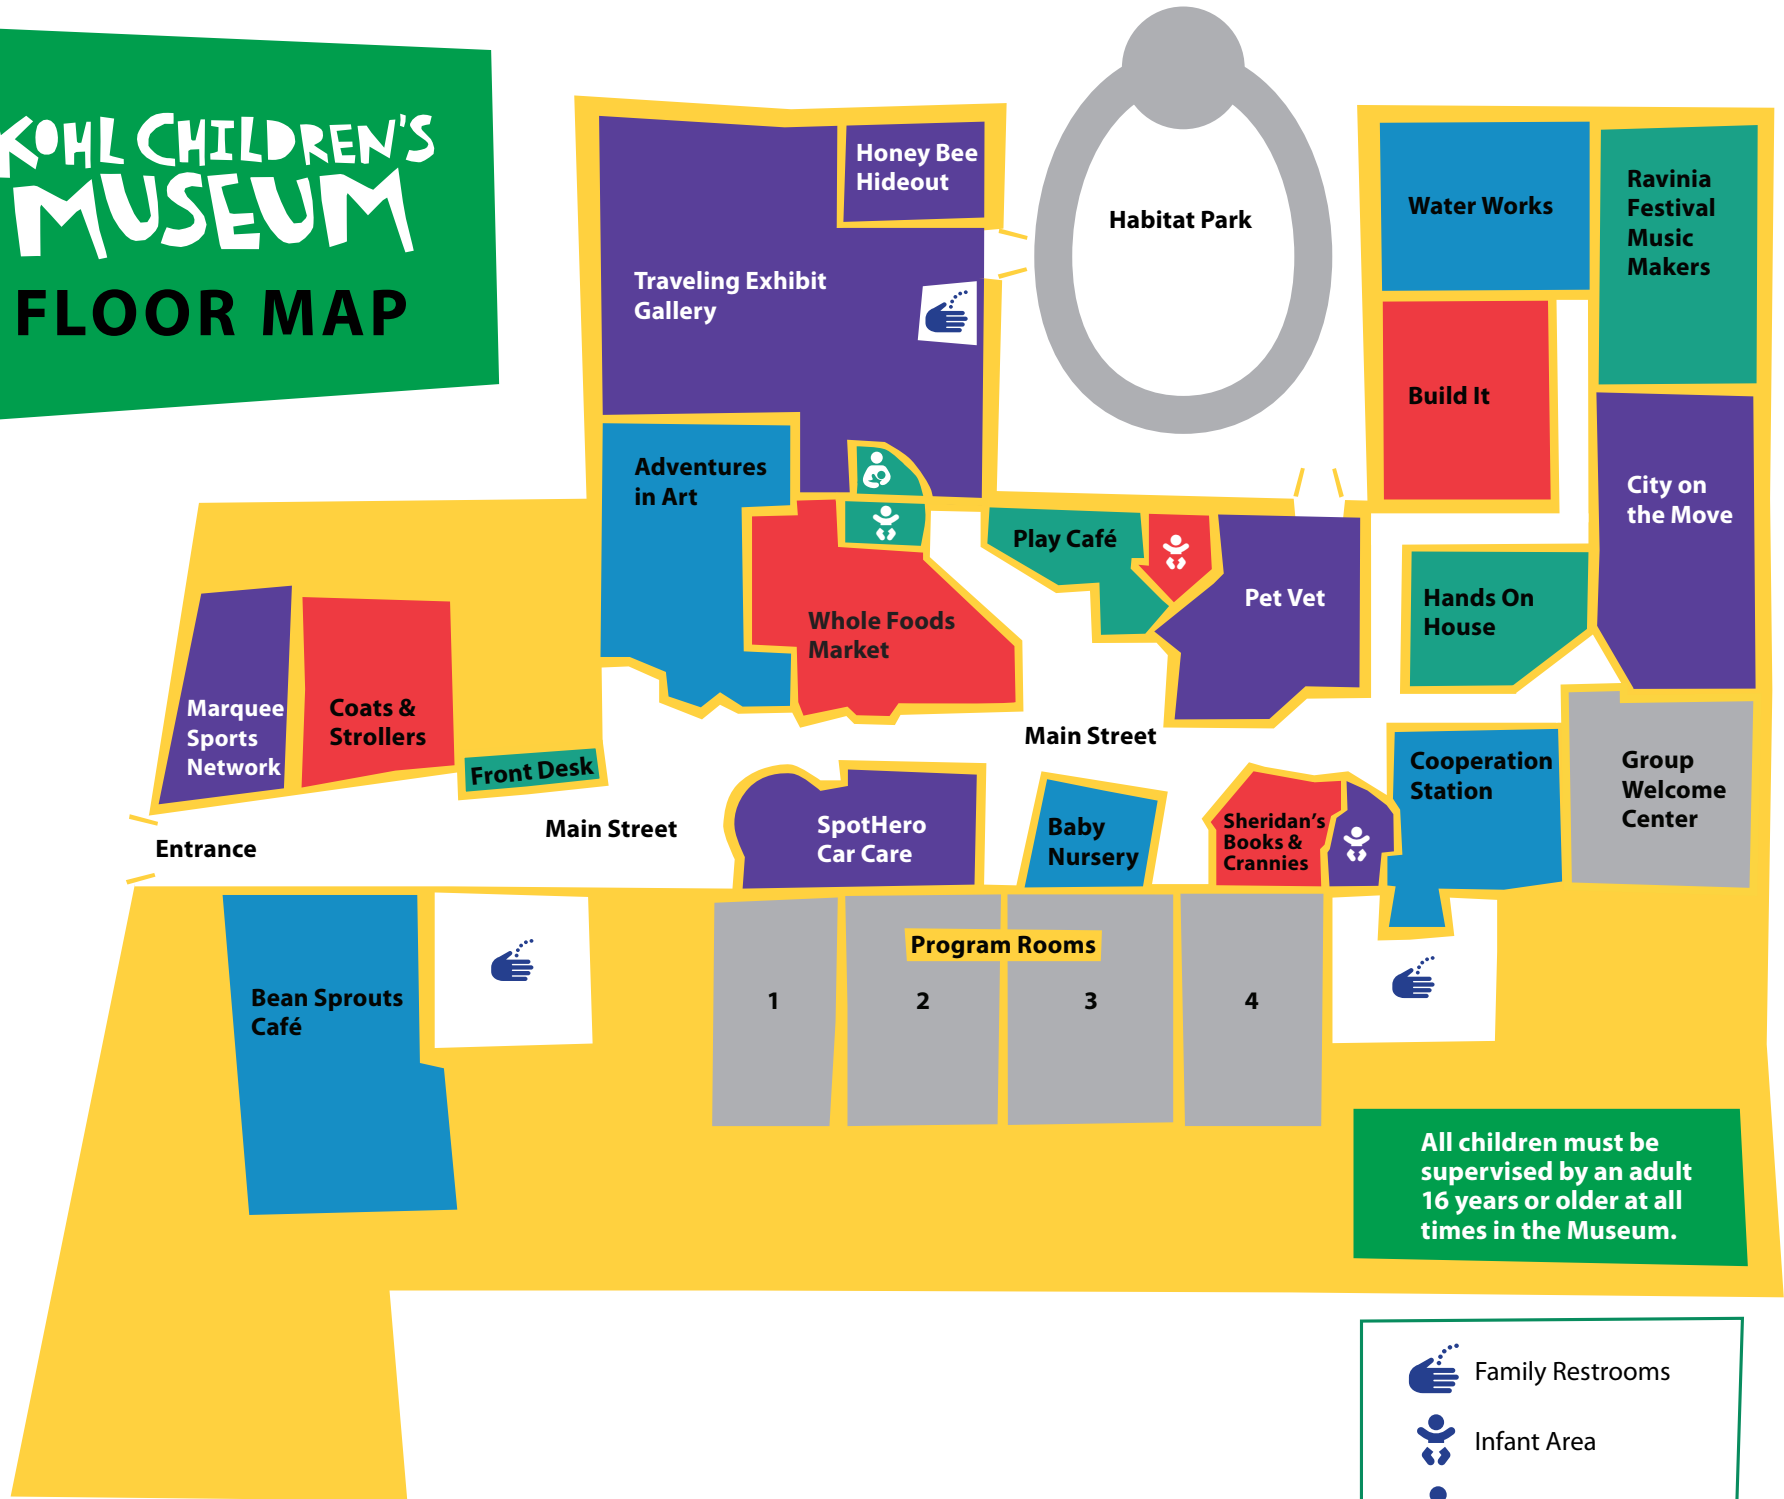 KOHL CHILDREN'S
MUSEUM
FLOOR MAP
Honey Bee
Hideout
Habitat Park
Water Works
Ravinia
Festival
Music
Makers
Traveling Exhibit
Gallery
Build It
Adventures
in Art
City on
the Move
Play Café
Pet Vet
Hands On
House
Whole Foods
Market
Marquee
Sports
Network
Coats &
Strollers
Front Desk
Main Street
Cooperation
Station
Group
Welcome
Center
Entrance
Main Street
SpotHero
Car Care
Baby
Nursery
Sheridan's
Books &
Crannies
Program Rooms
1
2
3
4
Bean Sprouts
Café
All children must be
supervised by an adult
16 years or older at all
times in the Museum.
Family Restrooms
Infant Area